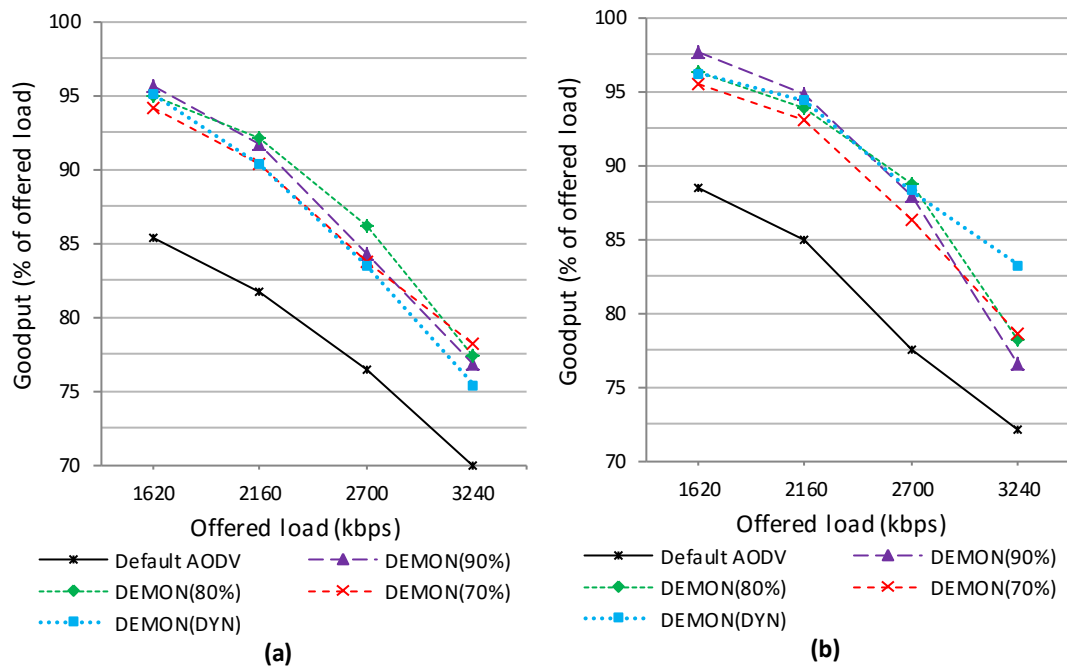 Goodput (% of offered load)
100
95
90
85
80
75
70
1620 2160 2700 3240
Offered load (kbps)
Default AODV DEMON(90%)
DEMON(80%) DEMON(70%)
DEMON(DYN)
(a)
Goodput (% of offered load)
100
95
90
85
80
75
70
1620 2160 2700 3240
Offered load (kbps)
Default AODV DEMON(90%)
DEMON(80%) DEMON(70%)
DEMON(DYN)
(b)